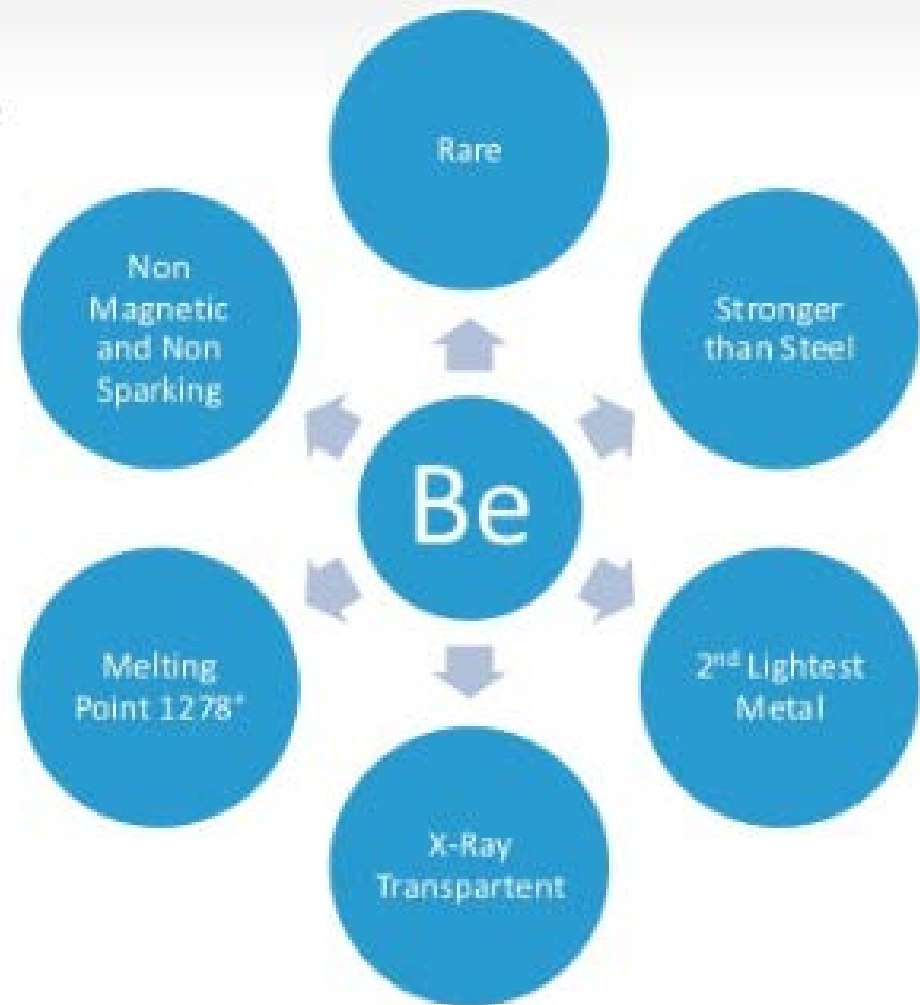 Rare
Non
Magnetic
and Non
Sparking
Stronger
than Steel
Be
Melting
Point 1278°
2nd Lightest
Metal
X-Ray
Transpartent